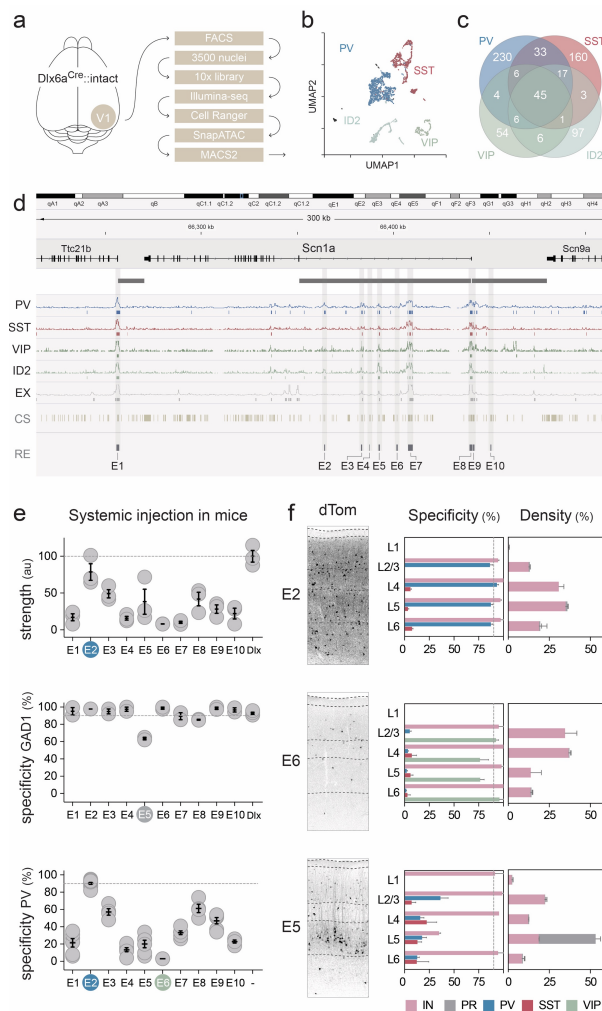 a
Dlx6a^Cre::intact
V1
FACS
3500 nuclei
10x library
Illumina-seq
Cell Ranger
SnapATAC
MACS2
b
PV
SST
ID2
VIP
UMAP2
UMAP1
c
PV
SST
VIP
ID2
230
33
160
6
17
4
45
3
6
1
54
6
97
d
qA1 qA2 qA3 qB qC1.1 qC1.2 qC2 qC1.2 qE1 qE2 qE3 qE4 qE5 qF1 qF2 qF3 qG1 qG3 qH1 qH2 qH3 qH4
300 kb
66,300 kb 66,400 kb
Ttc21b Scn1a Scn9a
PV
SST
VIP
ID2
EX
CS
RE
E1 E2 E3 E4 E5 E6 E7 E8 E9 E10
e
Systemic injection in mice
strength (au)
100
50
0
E1 E2 E3 E4 E5 E6 E7 E8 E9 E10 Dlx
specificity GAD1 (%)
100
80
60
40
20
0
E1 E2 E3 E4 E5 E6 E7 E8 E9 E10 Dlx
specificity PV (%)
100
80
60
40
20
0
E1 E2 E3 E4 E5 E6 E7 E8 E9 E10 -
f
dTom Specificity (%) Density (%)
E2
L1
L2/3
L4
L5
L6
0 25 50 75 0 25 50
E6
L1
L2/3
L4
L5
L6
0 25 50 75 0 25 50
E5
L1
L2/3
L4
L5
L6
0 25 50 75 0 25 50
IN PR PV SST VIP